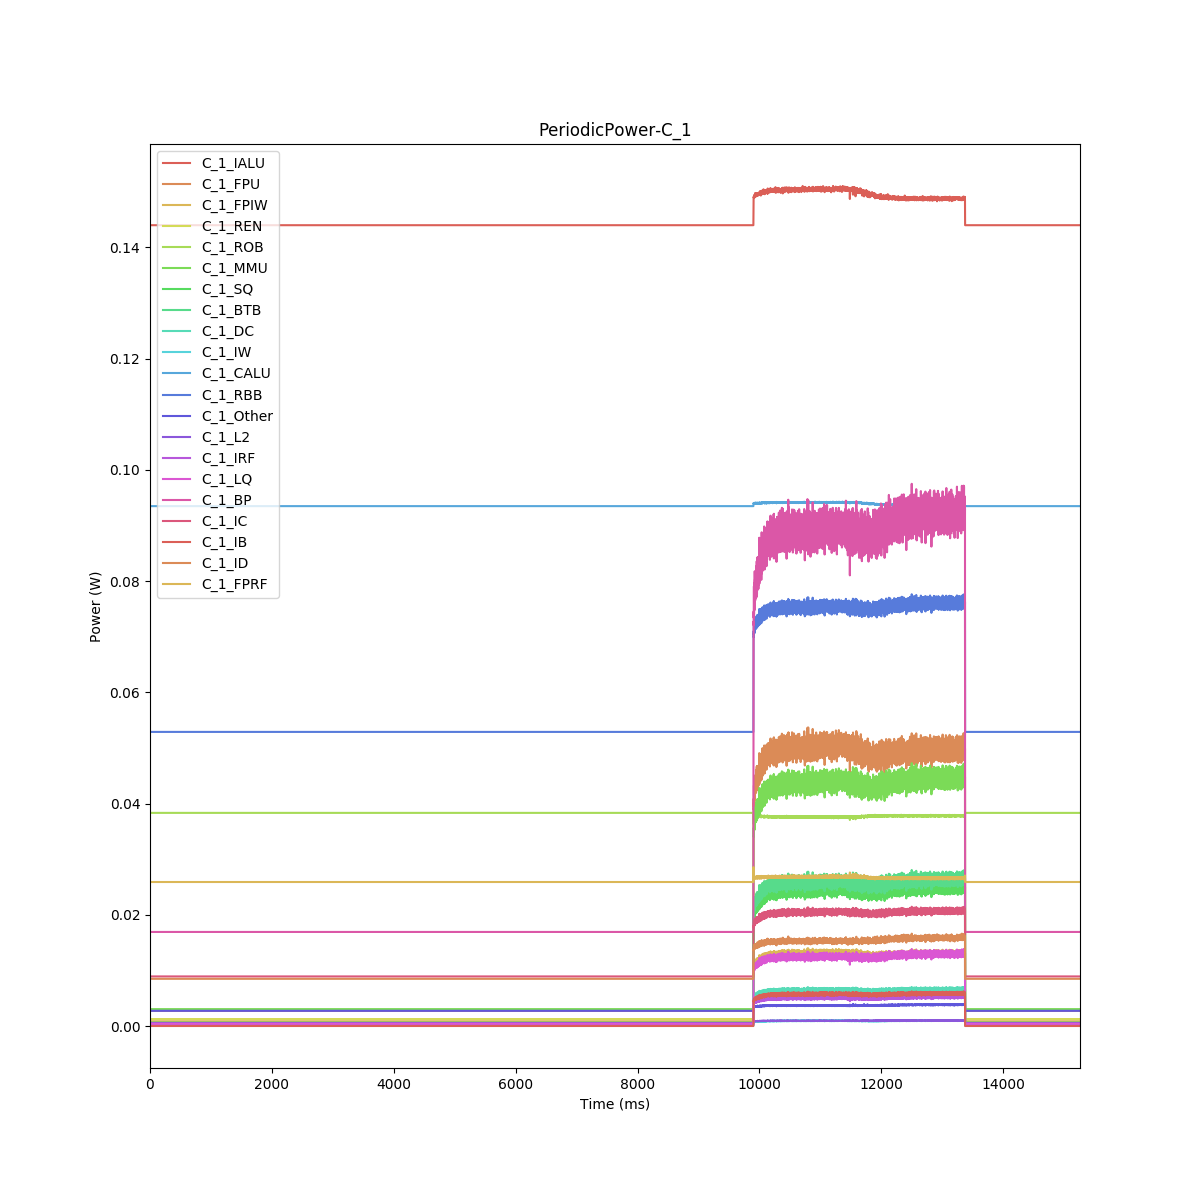 PeriodicPower-C_1
C_1_IALU
C_1_FPU
C_1_FPIW
C_1_REN
C_1_ROB
C_1_MMU
C_1_SQ
C_1_BTB
C_1_DC
C_1_IW
C_1_CALU
C_1_RBB
C_1_Other
C_1_L2
C_1_IRF
C_1_LQ
C_1_BP
C_1_IC
C_1_IB
C_1_ID
C_1_FPRF
0.14
0.12
0.10
0.08
0.06
0.04
0.02
0.00
Power (W)
0 2000 4000 6000 8000 10000 12000 14000
Time (ms)